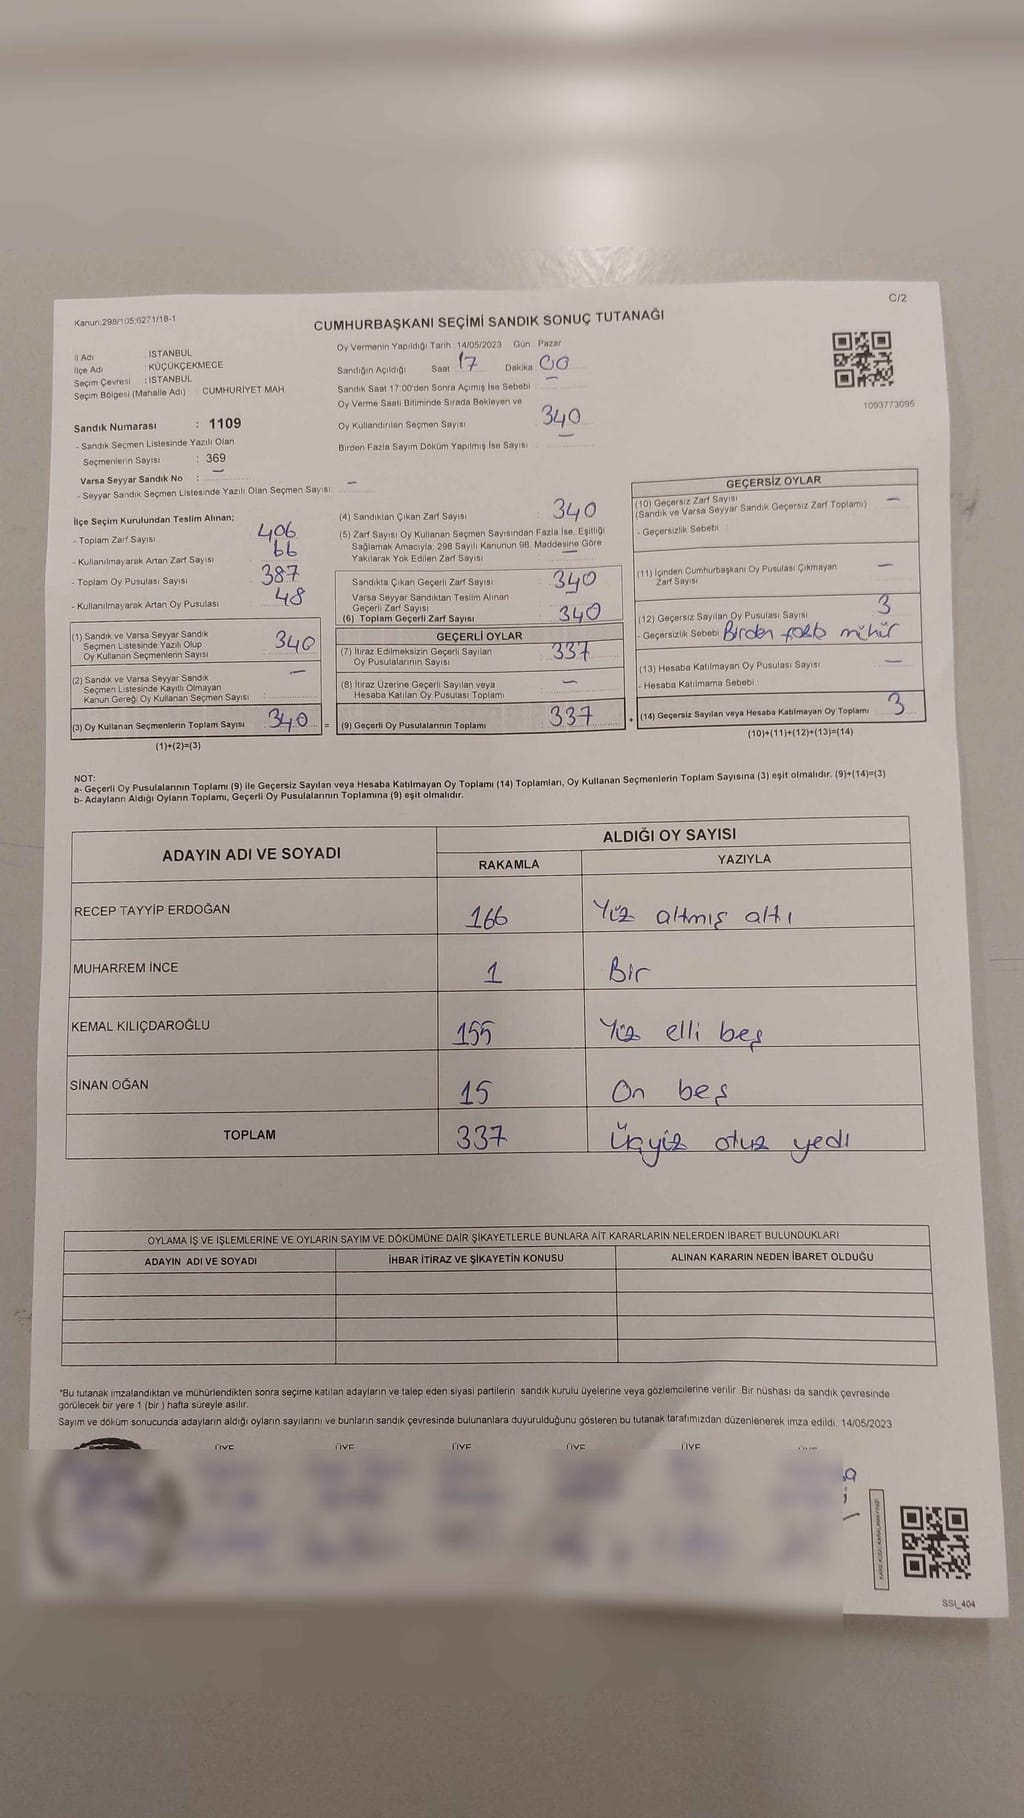 C/2
Kanun:298/105;6271/18-1
CUMHURBAŞKANI SEÇİMİ SANDIK SONUÇ TUTANAĞI
İl Adı : İSTANBUL
İlçe Adı : KÜÇÜKÇEKMECE
Seçim Çevresi : İSTANBUL
Seçim Bölgesi (Mahalle Adı) : CUMHURİYET MAH.
Sandık Numarası : 1109
- Sandık Seçmen Listesinde Yazılı Olan
Seçmenlerin Sayısı : 369
Varsa Seyyar Sandık No : —
- Seyyar Sandık Seçmen Listesinde Yazılı Olan Seçmen Sayısı: —
Oy Vermenin Yapıldığı Tarih : 14/05/2023 Gün : Pazar
Sandığın Açıldığı Saat 17 Dakika 00
Sandık Saat 17:00'den Sonra Açımış İse Sebebi : —
Oy Verme Saati Bitiminde Sırada Bekleyen ve
Oy Kullandırılan Seçmen Sayısı : 340
Birden Fazla Sayım Döküm Yapılmış İse Sayısı : —
1093773095
İlçe Seçim Kurulundan Teslim Alınan;
- Toplam Zarf Sayısı 406
- Kullanılmayarak Artan Zarf Sayısı 66
- Toplam Oy Pusulası Sayısı 387
- Kullanılmayarak Artan Oy Pusulası 48
(1) Sandık ve Varsa Seyyar Sandık
Seçmen Listesinde Yazılı Olup
Oy Kullanan Seçmenlerin Sayısı 340
(2) Sandık ve Varsa Seyyar Sandık
Seçmen Listesinde Kayıtlı Olmayan
Kanun Gereği Oy Kullanan Seçmen Sayısı —
(3) Oy Kullanan Seçmenlerin Toplam Sayısı : 340 =
(1)+(2)=(3)
(4) Sandıktan Çıkan Zarf Sayısı : 340
(5) Zarf Sayısı Oy Kullanan Seçmen Sayısından Fazla İse, Eşitliği
Sağlamak Amacıyla; 298 Sayılı Kanunun 98. Maddesine Göre
Yakılarak Yok Edilen Zarf Sayısı : —
Sandıkta Çıkan Geçerli Zarf Sayısı : 340
Varsa Seyyar Sandıktan Teslim Alınan
Geçerli Zarf Sayısı : —
(6) Toplam Geçerli Zarf Sayısı : 340
GEÇERLİ OYLAR
(7) İtiraz Edilmeksizin Geçerli Sayılan
Oy Pusulalarının Sayısı : 337
(8) İtiraz Üzerine Geçerli Sayılan veya
Hesaba Katılan Oy Pusulası Toplamı : —
(9) Geçerli Oy Pusulalarının Toplamı : 337 +
GEÇERSİZ OYLAR
(10) Geçersiz Zarf Sayısı —
(Sandık ve Varsa Seyyar Sandık Geçersiz Zarf Toplamı)
- Geçersizlik Sebebi :
(11) İçinden Cumhurbaşkanı Oy Pusulası Çıkmayan
Zarf Sayısı —
(12) Geçersiz Sayılan Oy Pusulası Sayısı 3
- Geçersizlik Sebebi : Birden fazla mühür
(13) Hesaba Katılmayan Oy Pusulası Sayısı —
- Hesaba Katılmama Sebebi :
(14) Geçersiz Sayılan veya Hesaba Katılmayan Oy Toplamı 3
(10)+(11)+(12)+(13)=(14)
NOT:
a- Geçerli Oy Pusulalarının Toplamı (9) ile Geçersiz Sayılan veya Hesaba Katılmayan Oy Toplamı (14) Toplamları, Oy Kullanan Seçmenlerin Toplam Sayısına (3) eşit olmalıdır. (9)+(14)=(3)
b- Adayların Aldığı Oyların Toplamı, Geçerli Oy Pusulalarının Toplamına (9) eşit olmalıdır.
ADAYIN ADI VE SOYADI
ALDIĞI OY SAYISI
RAKAMLA YAZIYLA
RECEP TAYYİP ERDOĞAN 166 Yüz altmış altı
MUHARREM İNCE 1 Bir
KEMAL KILIÇDAROĞLU 155 Yüz elli beş
SİNAN OĞAN 15 On beş
TOPLAM 337 Üçyüz otuz yedi
OYLAMA İŞ VE İŞLEMLERİNE VE OYLARIN SAYIM VE DÖKÜMÜNE DAİR ŞİKAYETLERLE BUNLARA AİT KARARLARIN NELERDEN İBARET BULUNDUKLARI
ADAYIN ADI VE SOYADI İHBAR İTİRAZ VE ŞİKAYETİN KONUSU ALINAN KARARIN NEDEN İBARET OLDUĞU
*Bu tutanak imzalandıktan ve mühürlendikten sonra seçime katılan adayların ve talep eden siyasi partilerin sandık kurulu üyelerine veya gözlemcilerine verilir. Bir nüshası da sandık çevresinde
görülecek bir yere 1 (bir) hafta süreyle asılır.
Sayım ve döküm sonucunda adayların aldığı oyların sayılarını ve bunların sandık çevresinde bulunanlara duyurulduğunu gösteren bu tutanak tarafımızdan düzenlenerek imza edildi. 14/05/2023
ÜYE ÜYE ÜYE ÜYE ÜYE
SSI_404